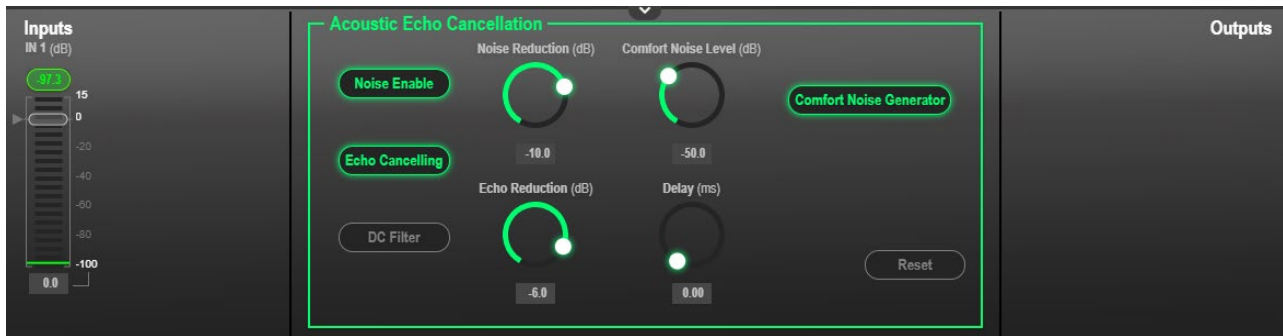 Inputs
IN 1 (dB)
-97.3
15
0
-20
-40
-60
-80
-100
0.0
Acoustic Echo Cancellation
Noise Reduction (dB)
Comfort Noise Level (dB)
Noise Enable
Comfort Noise Generator
-10.0
-50.0
Echo Cancelling
Echo Reduction (dB)
Delay (ms)
DC Filter
Reset
-6.0
0.00
Outputs